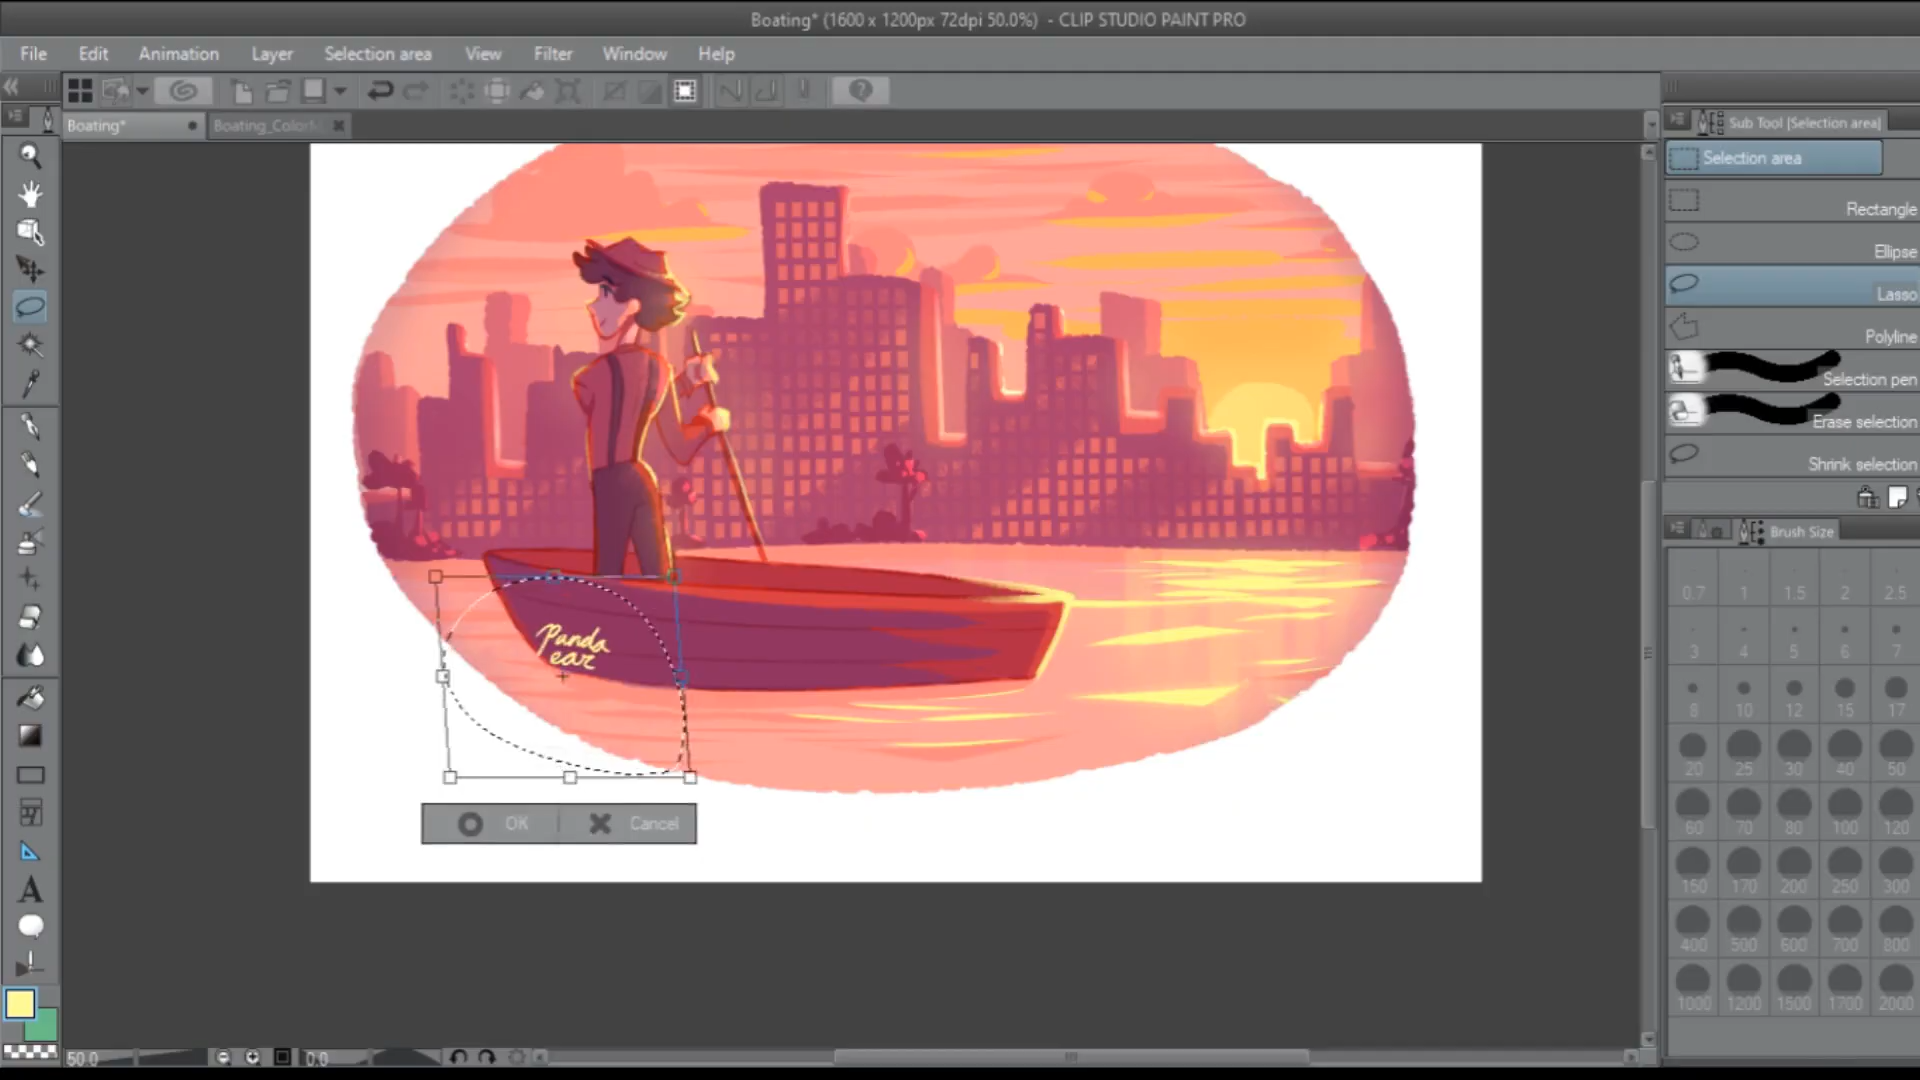 Boating* (1600 x 1200px 72dpi 50.0%) - CLIP STUDIO PAINT PRO
File Edit Animation Layer Selection area View Filter Window Help
Boating*
Sub Tool [Selection area]
Selection area
Rectangle
Ellipse
Lasso
Polyline
Selection pen
Erase selection
Shrink selection
Brush Size
0.7 1 1.5 2 2.5
3 4 5 6 7
8 10 12 15 17
20 25 30 40 50
60 70 80 100 120
150 170 200 250 300
400 500 600 700 800
1000 1200 1500 1700 2000
Panda
ear
OK Cancel
50.0 0.0